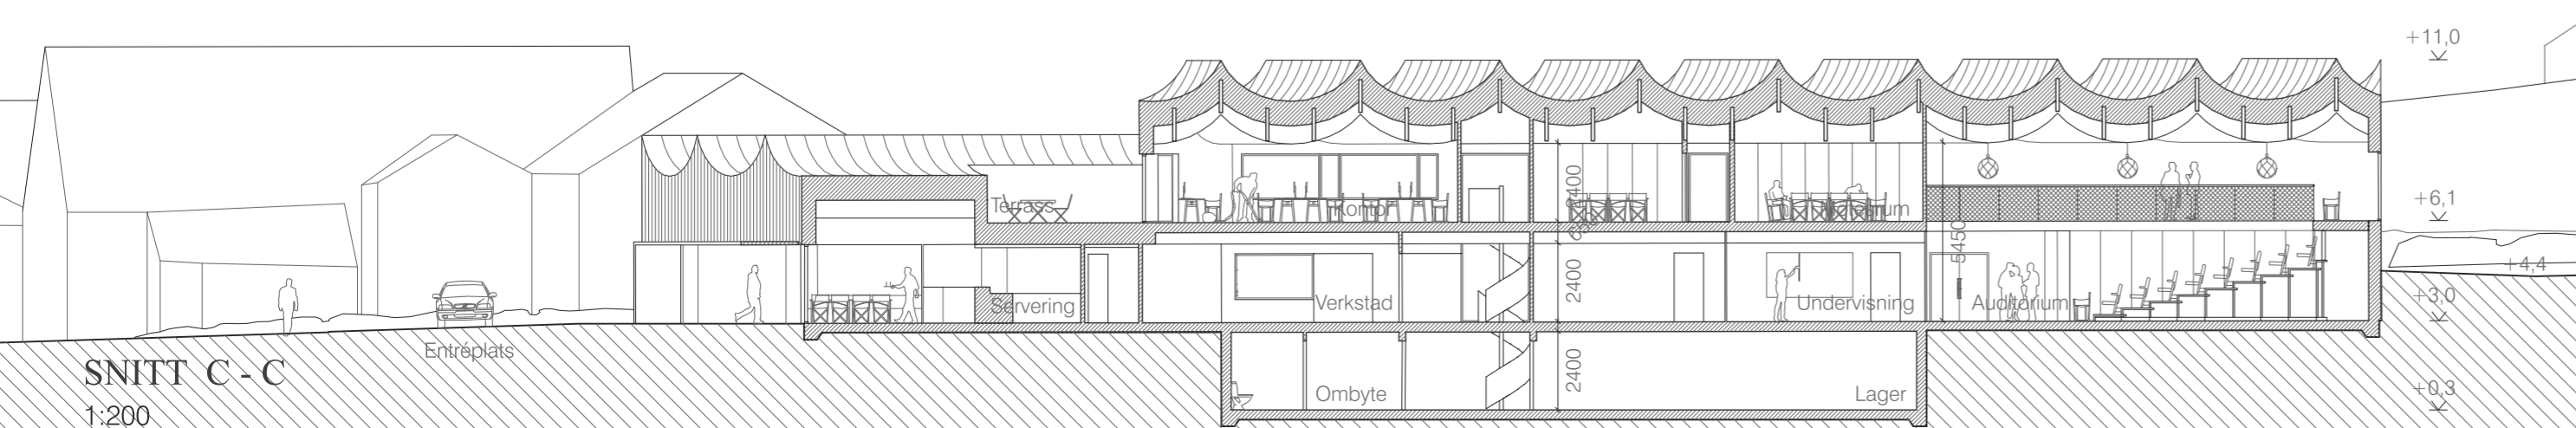 +11,0
Terrass
Kontor
2400
+6,1
650
5450
+4,4
Servering
Verkstad
2400
Undervisning
Auditorium
+3,0
Entréplats
SNITT C - C
1:200
Ombyte
2400
Lager
+0,3